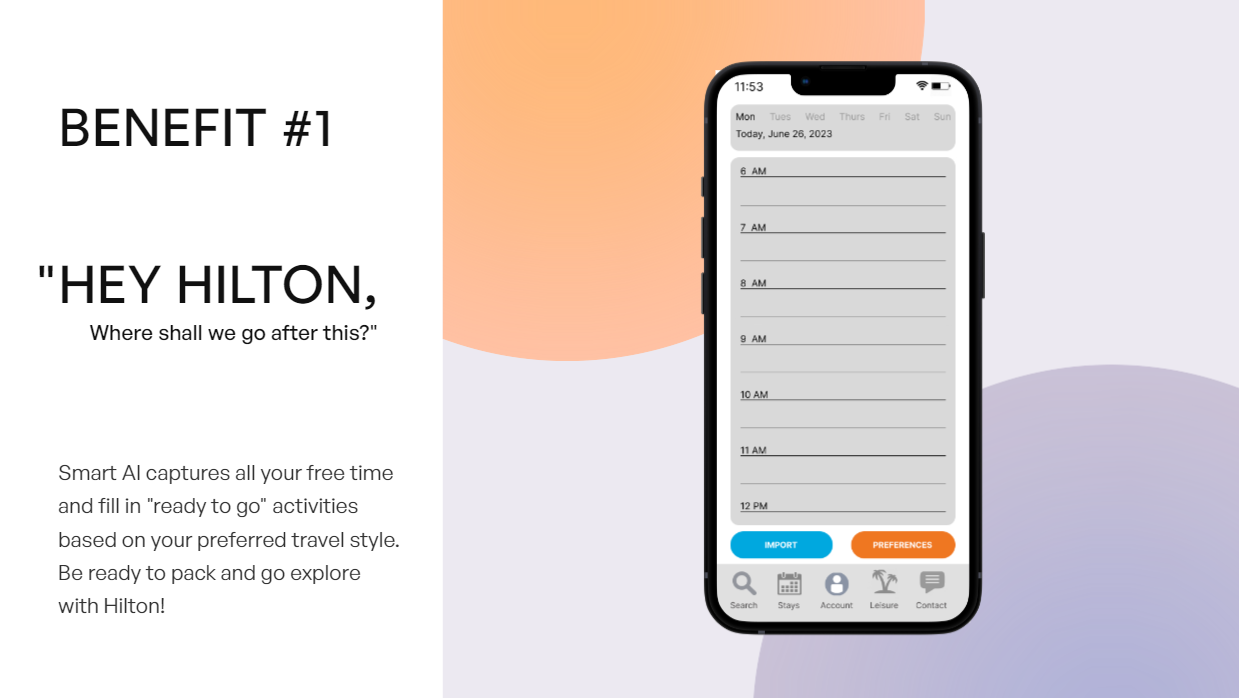 BENEFIT #1
"HEY HILTON,
Where shall we go after this?"
Smart AI captures all your free time
and fill in "ready to go" activities
based on your preferred travel style.
Be ready to pack and go explore
with Hilton!
11:53
Mon Tues Wed Thurs Fri Sat Sun
Today, June 26, 2023
6 AM
7 AM
8 AM
9 AM
10 AM
11 AM
12 PM
IMPORT PREFERENCES
Search Stays Account Leisure Contact